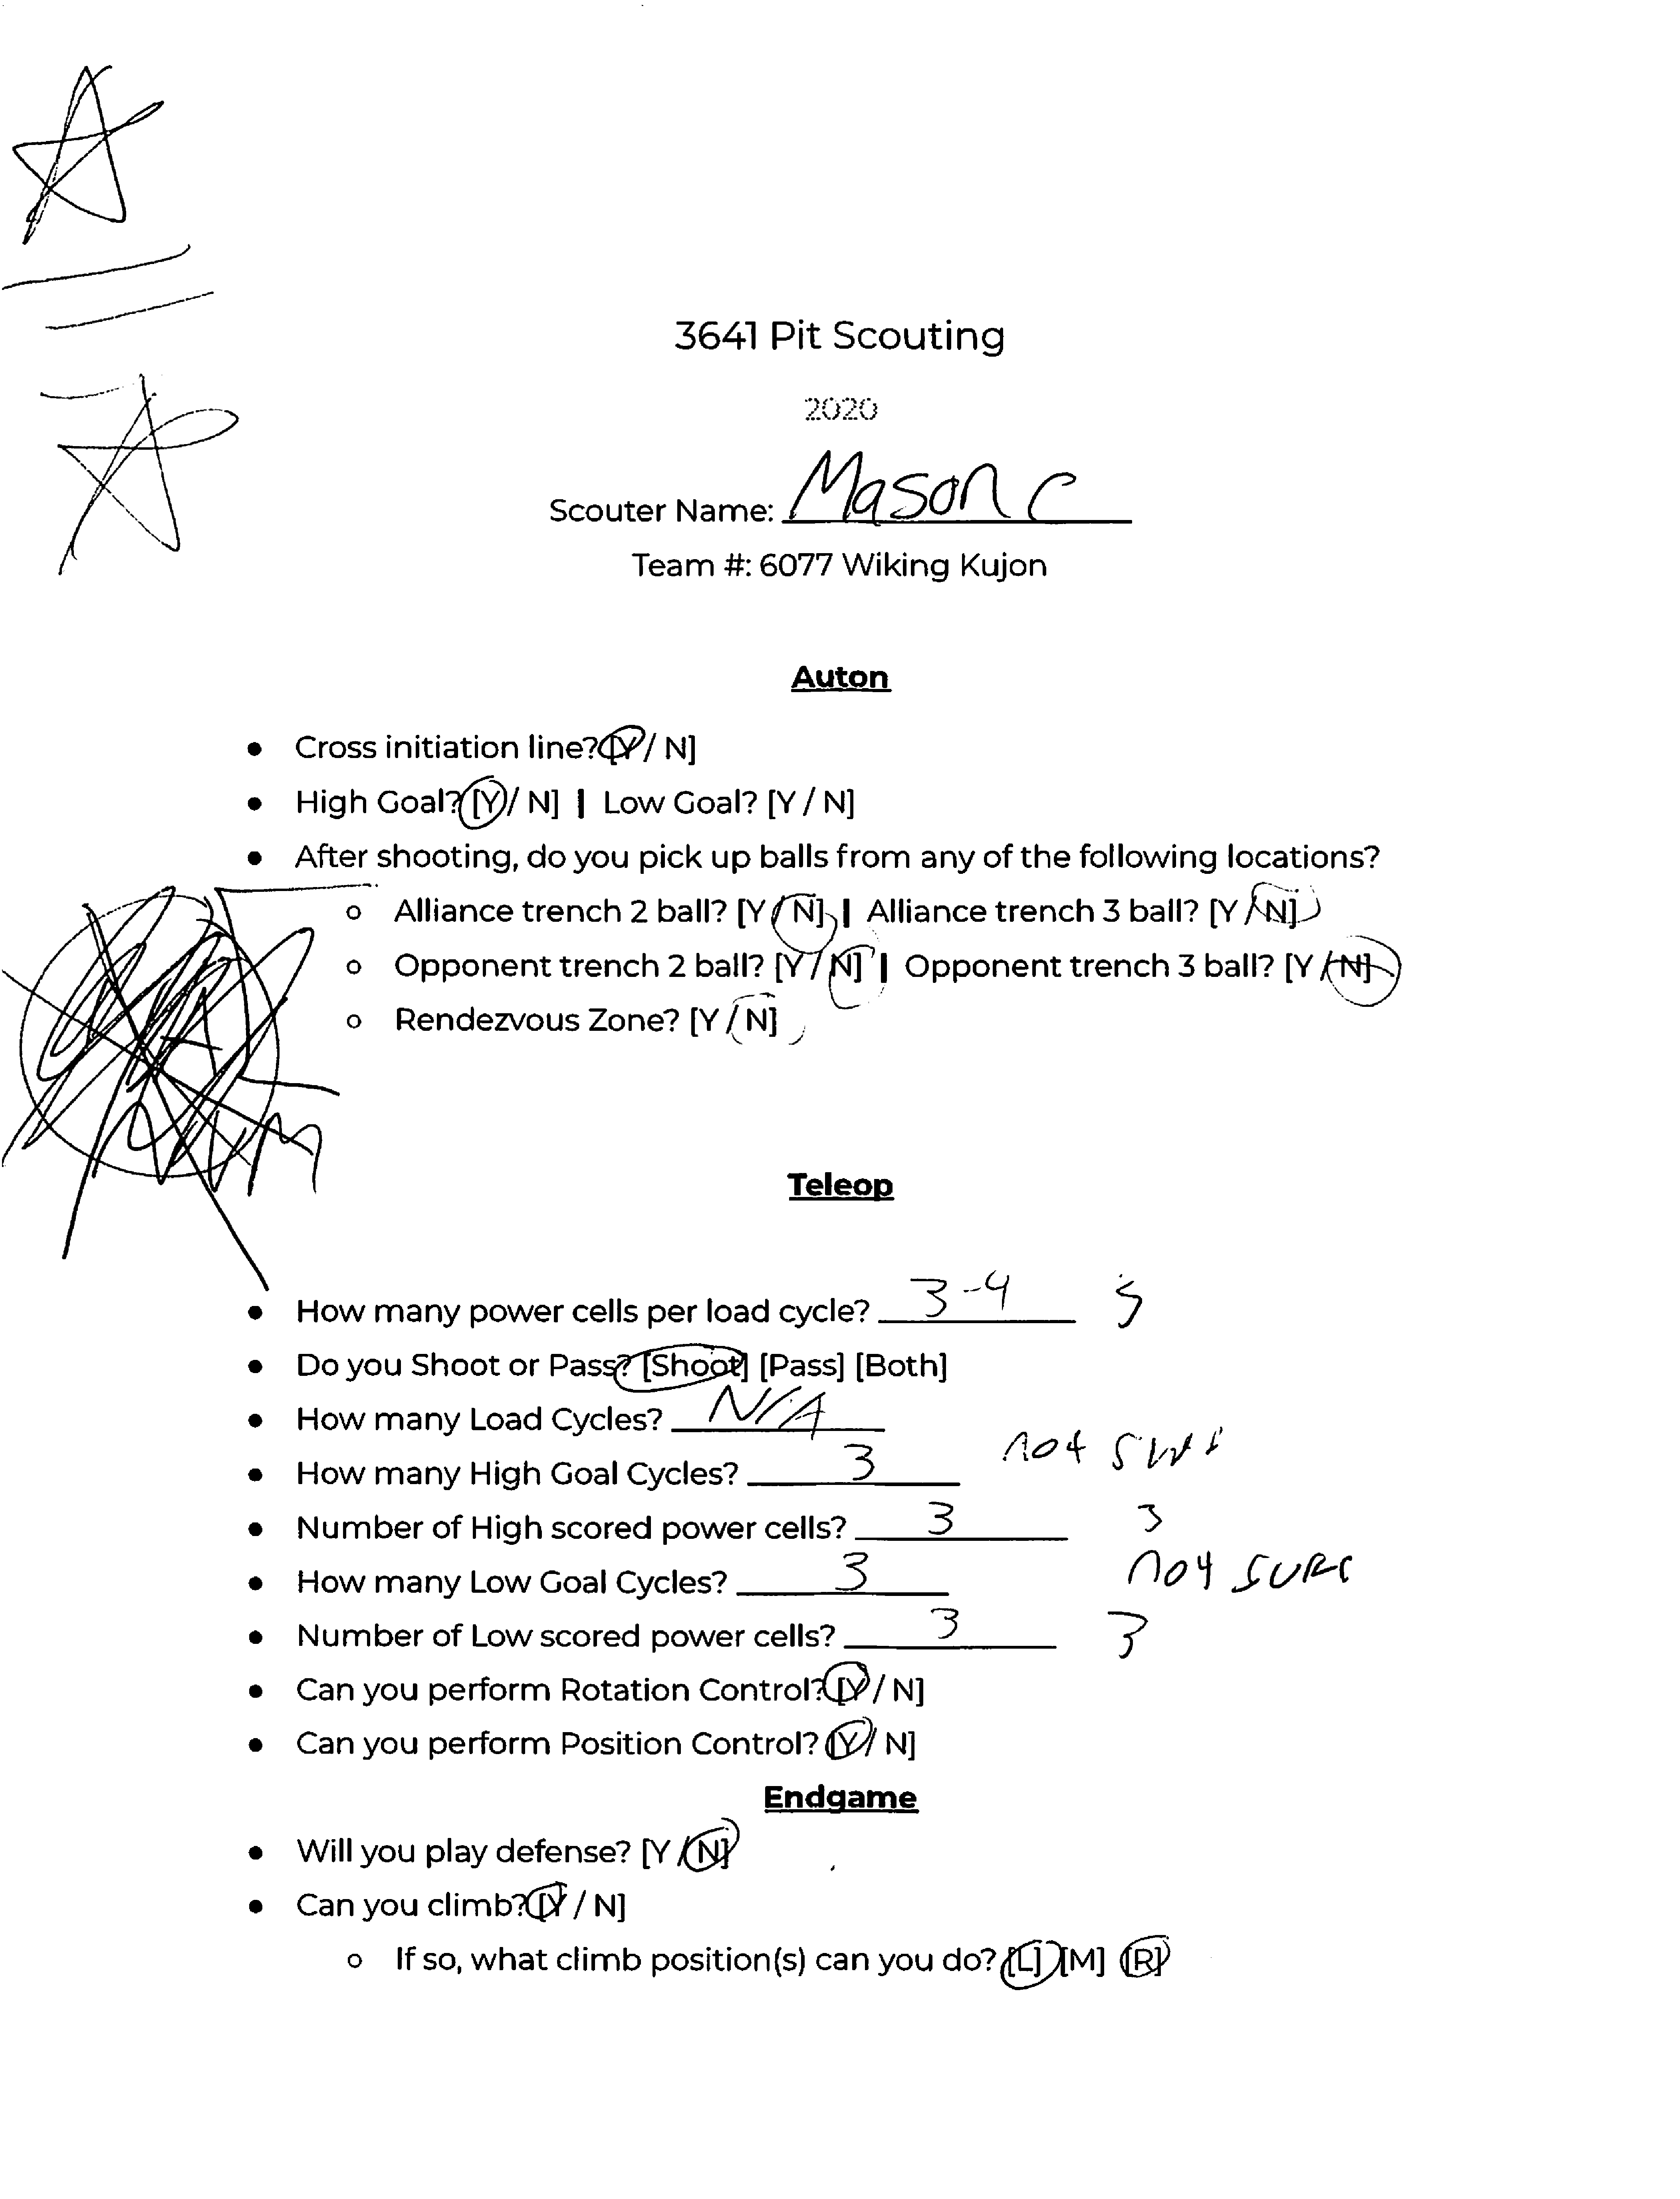 3641 Pit Scouting
2020
Scouter Name: Mason C
Team #: 6077 Wiking Kujon
Auton
● Cross initiation line? [Y / N]
● High Goal? [Y / N] | Low Goal? [Y / N]
● After shooting, do you pick up balls from any of the following locations?
○ Alliance trench 2 ball? [Y / N] | Alliance trench 3 ball? [Y / N]
○ Opponent trench 2 ball? [Y / N] | Opponent trench 3 ball? [Y / N]
○ Rendezvous Zone? [Y / N]
Teleop
● How many power cells per load cycle? 3-4 5
● Do you Shoot or Pass? [Shoot] [Pass] [Both]
● How many Load Cycles? N/A
● How many High Goal Cycles? 3 not sure
● Number of High scored power cells? 3 3
● How many Low Goal Cycles? 3 not sure
● Number of Low scored power cells? 3 3
● Can you perform Rotation Control? [Y / N]
● Can you perform Position Control? [Y / N]
Endgame
● Will you play defense? [Y / N]
● Can you climb? [Y / N]
○ If so, what climb position(s) can you do? [L] [M] [R]